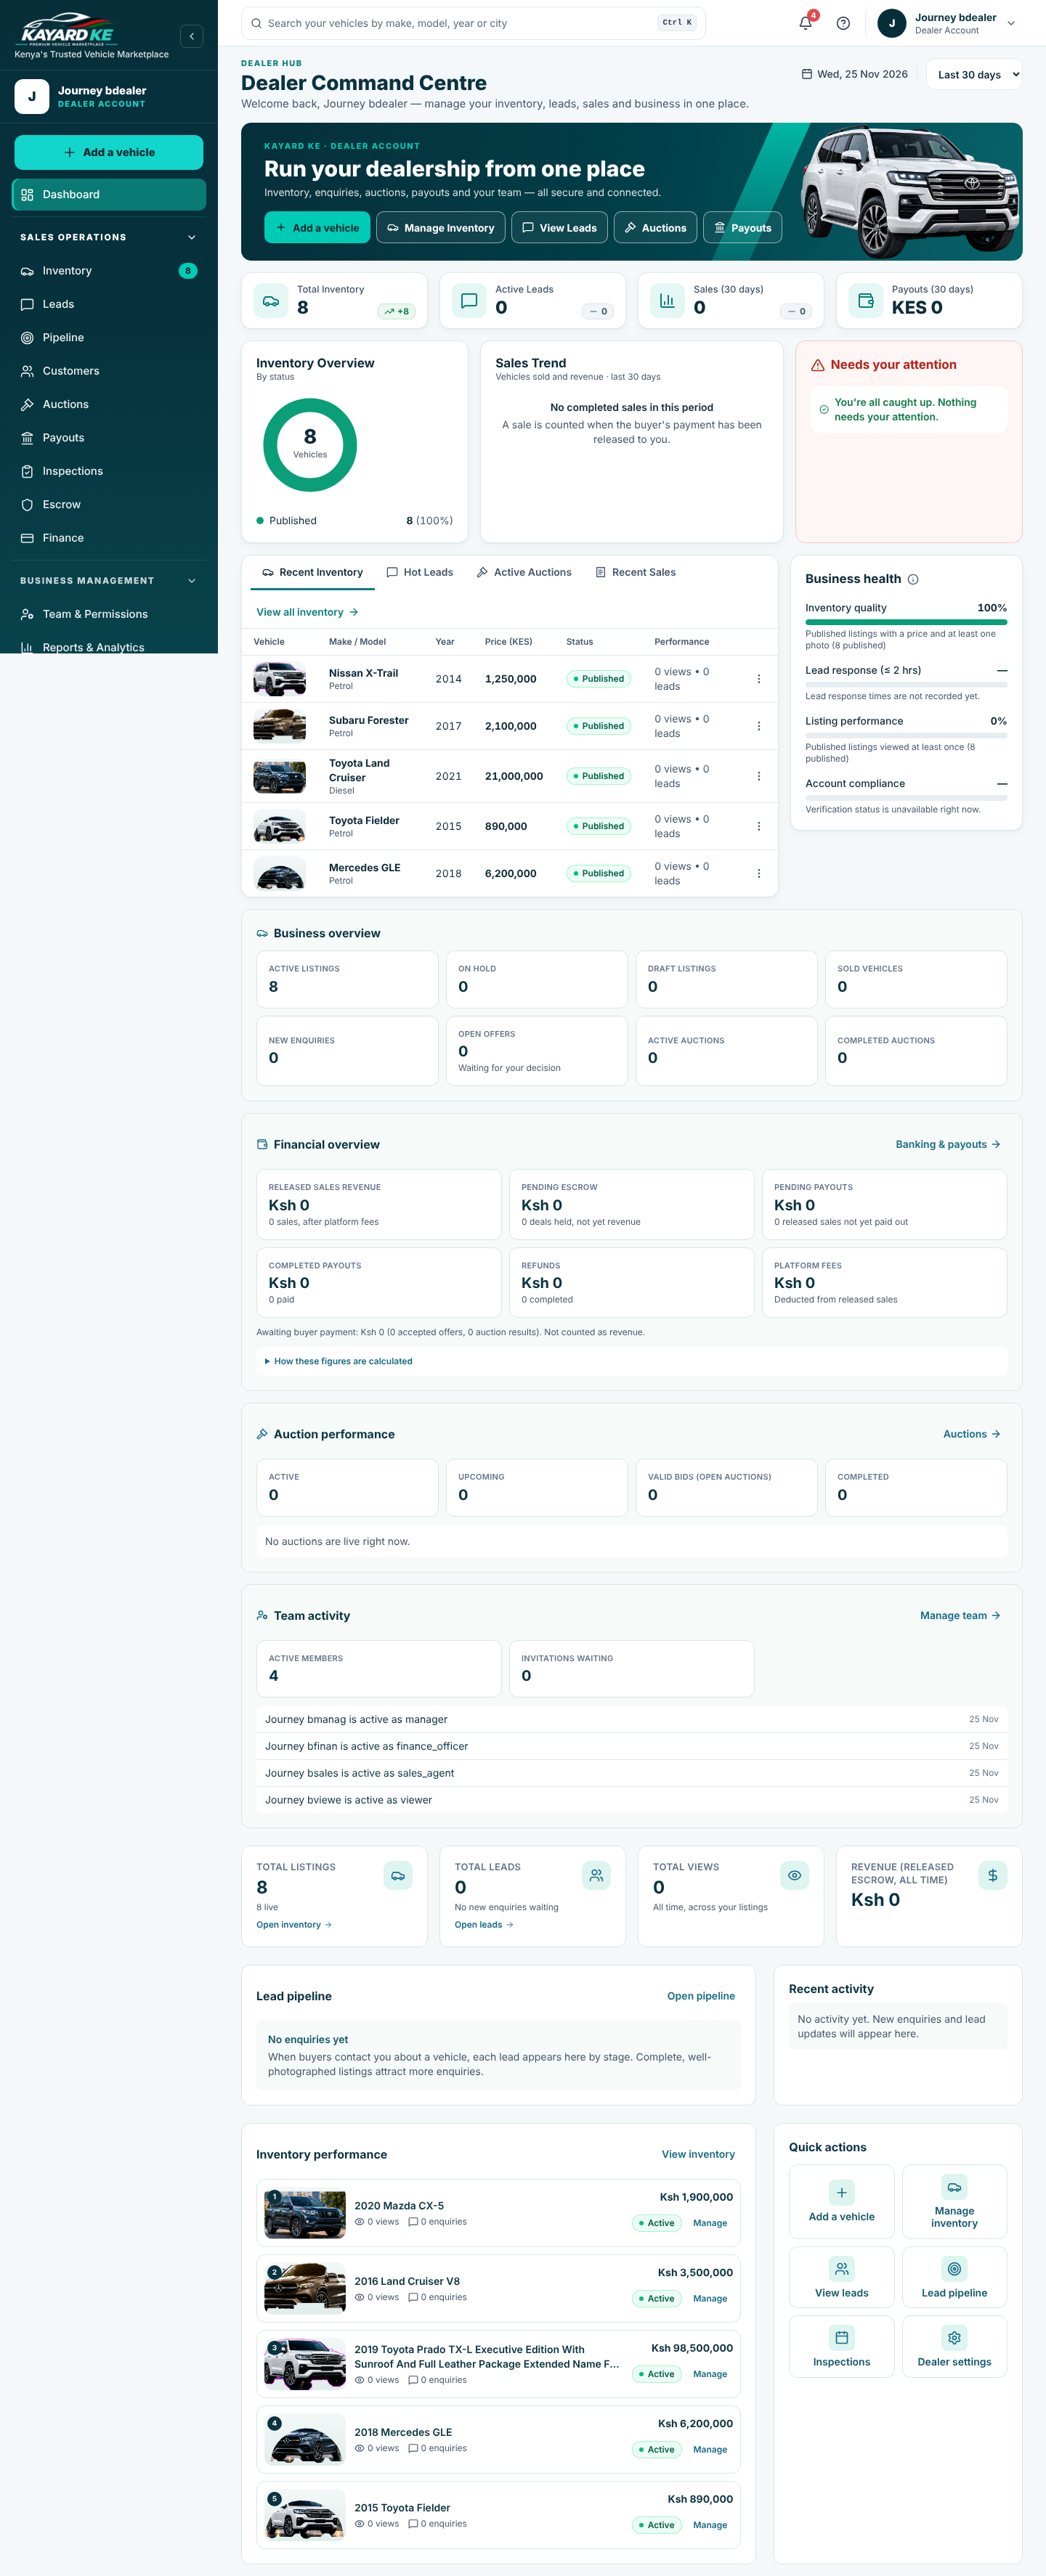 KAYARD KE
PREMIUM VEHICLE MARKETPLACE
Kenya's Trusted Vehicle Marketplace
J
Journey bdealer
DEALER ACCOUNT
Add a vehicle
Dashboard
SALES OPERATIONS
Inventory 8
Leads
Pipeline
Customers
Auctions
Payouts
Inspections
Escrow
Finance
BUSINESS MANAGEMENT
Team & Permissions
Reports & Analytics
Search your vehicles by make, model, year or city Ctrl K
4
J
Journey bdealer
Dealer Account
DEALER HUB
Dealer Command Centre
Welcome back, Journey bdealer — manage your inventory, leads, sales and business in one place.
Wed, 25 Nov 2026 Last 30 days
KAYARD KE · DEALER ACCOUNT
Run your dealership from one place
Inventory, enquiries, auctions, payouts and your team — all secure and connected.
Add a vehicle Manage Inventory View Leads Auctions Payouts
Total Inventory
8 +8
Active Leads
0 — 0
Sales (30 days)
0 — 0
Payouts (30 days)
KES 0
Inventory Overview
By status
8
Vehicles
Published 8 (100%)
Sales Trend
Vehicles sold and revenue · last 30 days
No completed sales in this period
A sale is counted when the buyer's payment has been
released to you.
Needs your attention
You're all caught up. Nothing
needs your attention.
Recent Inventory Hot Leads Active Auctions Recent Sales
View all inventory →
Vehicle Make / Model Year Price (KES) Status Performance
Nissan X-Trail
Petrol
2014 1,250,000 Published 0 views • 0
leads
Subaru Forester
Petrol
2017 2,100,000 Published 0 views • 0
leads
Toyota Land
Cruiser
Diesel
2021 21,000,000 Published 0 views • 0
leads
Toyota Fielder
Petrol
2015 890,000 Published 0 views • 0
leads
Mercedes GLE
Petrol
2018 6,200,000 Published 0 views • 0
leads
Business health
Inventory quality 100%
Published listings with a price and at least one
photo (8 published)
Lead response (≤ 2 hrs) —
Lead response times are not recorded yet.
Listing performance 0%
Published listings viewed at least once (8
published)
Account compliance —
Verification status is unavailable right now.
Business overview
ACTIVE LISTINGS
8
ON HOLD
0
DRAFT LISTINGS
0
SOLD VEHICLES
0
NEW ENQUIRIES
0
OPEN OFFERS
0
Waiting for your decision
ACTIVE AUCTIONS
0
COMPLETED AUCTIONS
0
Financial overview Banking & payouts →
RELEASED SALES REVENUE
Ksh 0
0 sales, after platform fees
PENDING ESCROW
Ksh 0
0 deals held, not yet revenue
PENDING PAYOUTS
Ksh 0
0 released sales not yet paid out
COMPLETED PAYOUTS
Ksh 0
0 paid
REFUNDS
Ksh 0
0 completed
PLATFORM FEES
Ksh 0
Deducted from released sales
Awaiting buyer payment: Ksh 0 (0 accepted offers, 0 auction results). Not counted as revenue.
How these figures are calculated
Auction performance Auctions →
ACTIVE
0
UPCOMING
0
VALID BIDS (OPEN AUCTIONS)
0
COMPLETED
0
No auctions are live right now.
Team activity Manage team →
ACTIVE MEMBERS
4
INVITATIONS WAITING
0
Journey bmanag is active as manager 25 Nov
Journey bfinan is active as finance_officer 25 Nov
Journey bsales is active as sales_agent 25 Nov
Journey bviewe is active as viewer 25 Nov
TOTAL LISTINGS
8
8 live
Open inventory →
TOTAL LEADS
0
No new enquiries waiting
Open leads →
TOTAL VIEWS
0
All time, across your listings
REVENUE (RELEASED
ESCROW, ALL TIME)
Ksh 0
Lead pipeline Open pipeline
No enquiries yet
When buyers contact you about a vehicle, each lead appears here by stage. Complete, well-
photographed listings attract more enquiries.
Recent activity
No activity yet. New enquiries and lead
updates will appear here.
Inventory performance View inventory
1
2020 Mazda CX-5
0 views 0 enquiries
Ksh 1,900,000
Active Manage
2
2016 Land Cruiser V8
0 views 0 enquiries
Ksh 3,500,000
Active Manage
3
2019 Toyota Prado TX-L Executive Edition With
Sunroof And Full Leather Package Extended Name F...
0 views 0 enquiries
Ksh 98,500,000
Active Manage
4
2018 Mercedes GLE
0 views 0 enquiries
Ksh 6,200,000
Active Manage
5
2015 Toyota Fielder
0 views 0 enquiries
Ksh 890,000
Active Manage
Quick actions
Add a vehicle
Manage
inventory
View leads
Lead pipeline
Inspections
Dealer settings